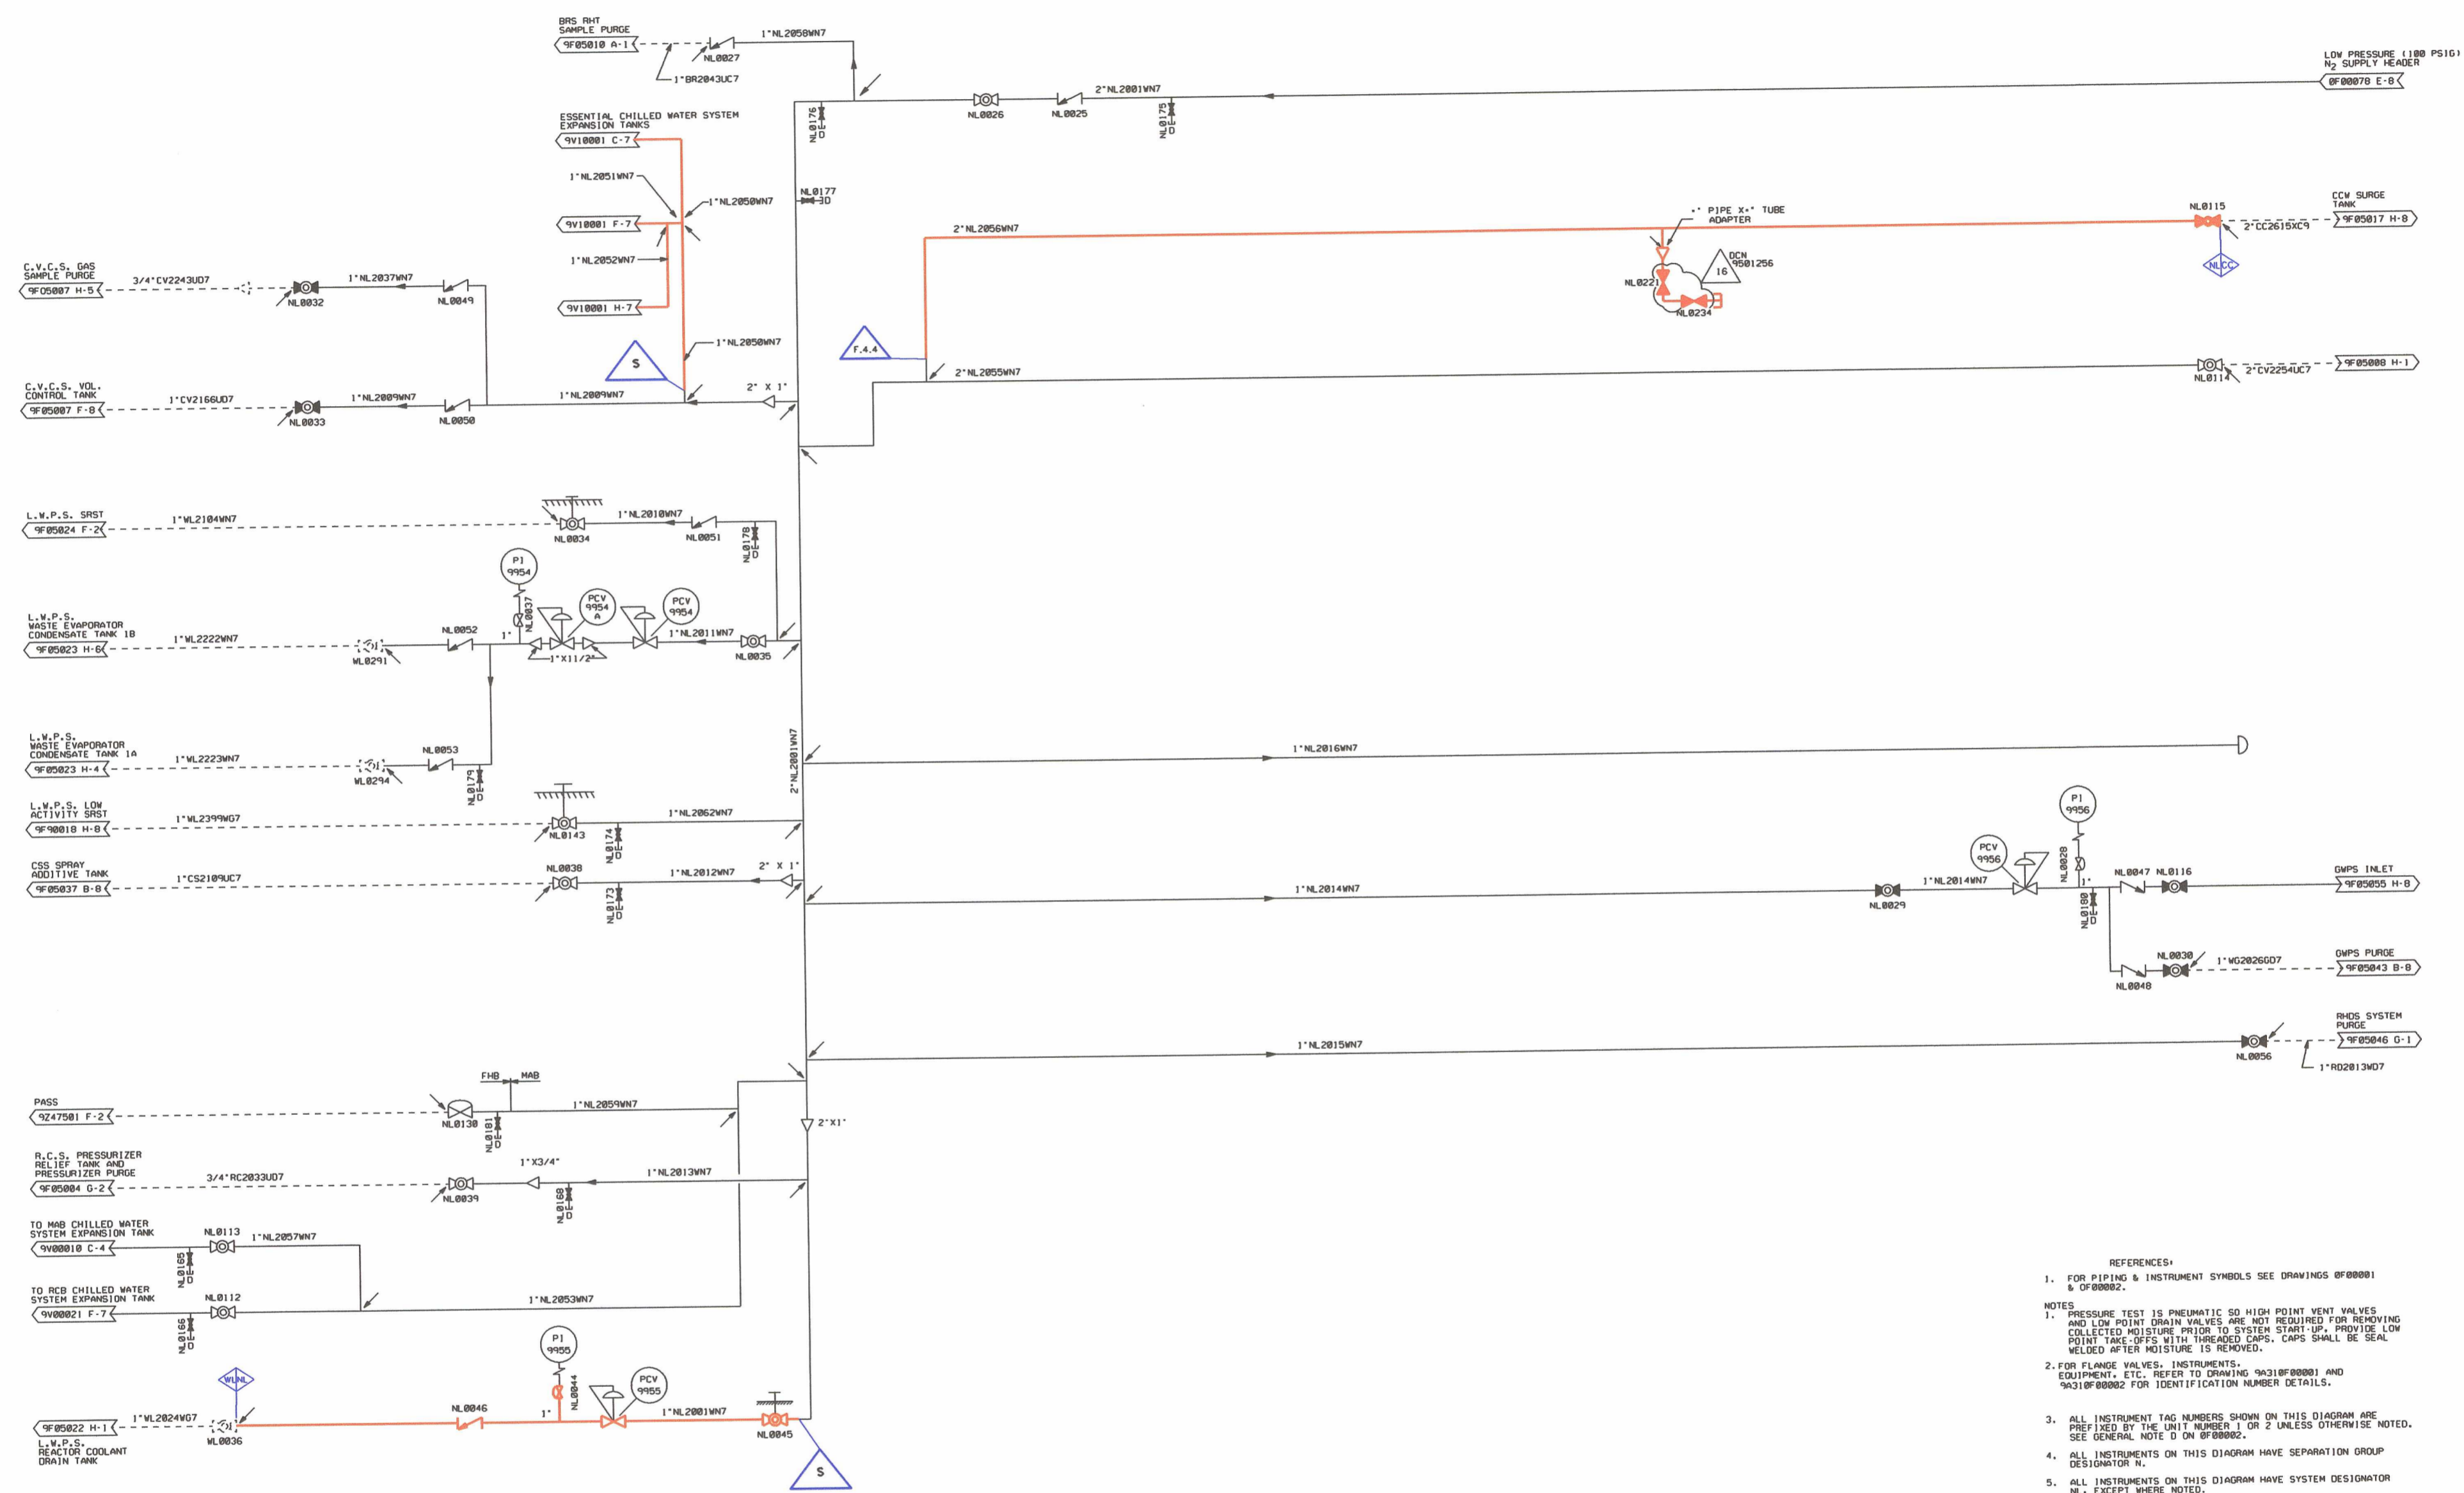 BRS RHT
SAMPLE PURGE
9F05010 A-1
NL0027
1"NL2058WN7
1"BR2043UC7
LOW PRESSURE (100 PSIG)
N2 SUPPLY HEADER
0F00078 E-8
2"NL2001WN7
NL0176
NL0026
NL0025
NL0175
D
D
ESSENTIAL CHILLED WATER SYSTEM
EXPANSION TANKS
9V10001 C-7
1"NL2051WN7
1"NL2050WN7
9V10001 F-7
1"NL2052WN7
9V10001 H-7
1"NL2050WN7
S
NL0177
D
2"NL2056WN7
PIPE X
TUBE
ADAPTER
DCN
9501256
16
NL0221
NL0234
NL0115
CCW SURGE
TANK
9F05017 H-8
2"CC2615XC9
NLCC
F.4.4
2"NL2055WN7
NL0114
9F05008 H-1
2"CV2254UC7
C.V.C.S. GAS
SAMPLE PURGE
9F05007 H-5
3/4"CV2243UD7
NL0032
1"NL2037WN7
NL0049
C.V.C.S. VOL.
CONTROL TANK
9F05007 F-8
1"CV2166UD7
NL0033
1"NL2009WN7
NL0050
1"NL2009WN7
2" X 1"
L.W.P.S. SRST
9F05024 F-2
1"WL2104WN7
NL0034
1"NL2010WN7
NL0051
NL0178
D
PI
9954
NL0037
PCV
9954
A
PCV
9954
L.W.P.S.
WASTE EVAPORATOR
CONDENSATE TANK 1B
9F05023 H-6
1"WL2222WN7
WL0291
NL0052
1"
1"X11/2"
1"NL2011WN7
NL0035
L.W.P.S.
WASTE EVAPORATOR
CONDENSATE TANK 1A
9F05023 H-4
1"WL2223WN7
WL0294
NL0053
NL0179
D
2"NL2001WN7
1"NL2016WN7
L.W.P.S. LOW
ACTIVITY SRST
9F90018 H-8
1"WL2399WG7
NL0143
NL0174
D
1"NL2062WN7
CSS SPRAY
ADDITIVE TANK
9F05037 B-8
1"CS2109UC7
NL0038
NL0173
D
1"NL2012WN7
2" X 1"
1"NL2014WN7
NL0029
1"NL2014WN7
PCV
9956
PI
9956
NL0028
1"
NL0180
D
NL0047 NL0116
GWPS INLET
9F05055 H-8
NL0048
NL0030
1"WG2026GD7
GWPS PURGE
9F05043 B-8
1"NL2015WN7
NL0056
RHDS SYSTEM
PURGE
9F05046 G-1
1"RD2013WD7
PASS
9Z47501 F-2
FHB MAB
NL0130
NL0181
D
1"NL2059WN7
2"X1"
R.C.S. PRESSURIZER
RELIEF TANK AND
PRESSURIZER PURGE
9F05004 G-2
3/4"RC2033UD7
NL0039
1"X3/4"
NL0168
D
1"NL2013WN7
TO MAB CHILLED WATER
SYSTEM EXPANSION TANK
9V00010 C-4
NL0165
D
NL0113
1"NL2057WN7
TO RCB CHILLED WATER
SYSTEM EXPANSION TANK
9V00021 F-7
NL0166
D
NL0112
1"NL2053WN7
WLNL
9F05022 H-1
L.W.P.S.
REACTOR COOLANT
DRAIN TANK
1"WL2024WG7
WL0036
NL0046
1"
PI
9955
NL0044
PCV
9955
1"NL2001WN7
NL0045
S
REFERENCES:
1. FOR PIPING & INSTRUMENT SYMBOLS SEE DRAWINGS 0F00001
& OF00002.
NOTES
1. PRESSURE TEST IS PNEUMATIC SO HIGH POINT VENT VALVES
AND LOW POINT DRAIN VALVES ARE NOT REQUIRED FOR REMOVING
COLLECTED MOISTURE PRIOR TO SYSTEM START-UP. PROVIDE LOW
POINT TAKE-OFFS WITH THREADED CAPS. CAPS SHALL BE SEAL
WELDED AFTER MOISTURE IS REMOVED.
2. FOR FLANGE VALVES, INSTRUMENTS,
EQUIPMENT, ETC. REFER TO DRAWING 9A310F00001 AND
9A310F00002 FOR IDENTIFICATION NUMBER DETAILS.
3. ALL INSTRUMENT TAG NUMBERS SHOWN ON THIS DIAGRAM ARE
PREFIXED BY THE UNIT NUMBER 1 OR 2 UNLESS OTHERWISE NOTED.
SEE GENERAL NOTE D ON 0F00002.
4. ALL INSTRUMENTS ON THIS DIAGRAM HAVE SEPARATION GROUP
DESIGNATOR N.
5. ALL INSTRUMENTS ON THIS DIAGRAM HAVE SYSTEM DESIGNATOR
NL, EXCEPT WHERE NOTED.